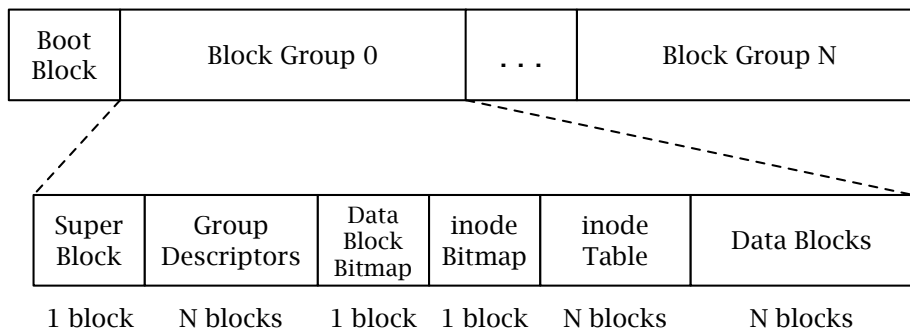 Boot
Block
Block Group 0
. . .
Block Group N
Super
Block
Group
Descriptors
Data
Block
Bitmap
inode
Bitmap
inode
Table
Data Blocks
1 block
N blocks
1 block
1 block
N blocks
N blocks